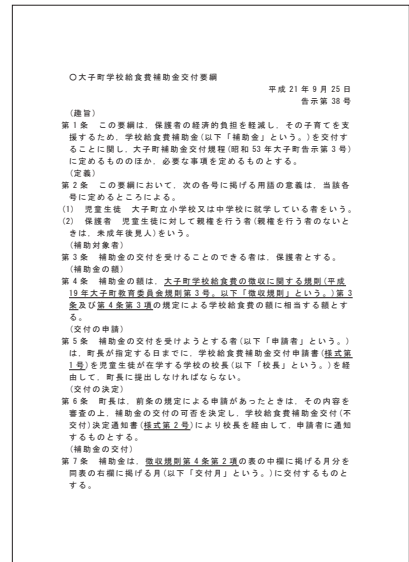 ○大子町学校給食費補助金交付要綱
平成21年9月25日
告示第38号
(趣旨)
第1条　この要綱は，保護者の経済的負担を軽減し，その子育てを支
援するため，学校給食費補助金(以下「補助金」という。)を交付す
ることに関し，大子町補助金交付規程(昭和53年大子町告示第3号)
に定めるもののほか，必要な事項を定めるものとする。
(定義)
第2条　この要綱において，次の各号に掲げる用語の意義は，当該各
号に定めるところによる。
(1)　児童生徒　大子町立小学校又は中学校に就学している者をいう。
(2)　保護者　児童生徒に対して親権を行う者(親権を行う者のないと
きは，未成年後見人)をいう。
(補助対象者)
第3条　補助金の交付を受けることのできる者は，保護者とする。
(補助金の額)
第4条　補助金の額は，大子町学校給食費の徴収に関する規則(平成
19年大子町教育委員会規則第3号。以下「徴収規則」という。)第3
条及び第4条第3項の規定による学校給食費の額に相当する額とす
る。
(交付の申請)
第5条　補助金の交付を受けようとする者(以下「申請者」という。)
は，町長が指定する日までに，学校給食費補助金交付申請書(様式第
1号)を児童生徒が在学する学校の校長(以下「校長」という。)を経
由して，町長に提出しなければならない。
(交付の決定)
第6条　町長は，前条の規定による申請があったときは，その内容を
審査の上，補助金の交付の可否を決定し，学校給食費補助金交付(不
交付)決定通知書(様式第2号)により校長を経由して，申請者に通知
するものとする。
(補助金の交付)
第7条　補助金は，徴収規則第4条第2項の表の中欄に掲げる月分を
同表の右欄に掲げる月(以下「交付月」という。)に交付するものと
する。